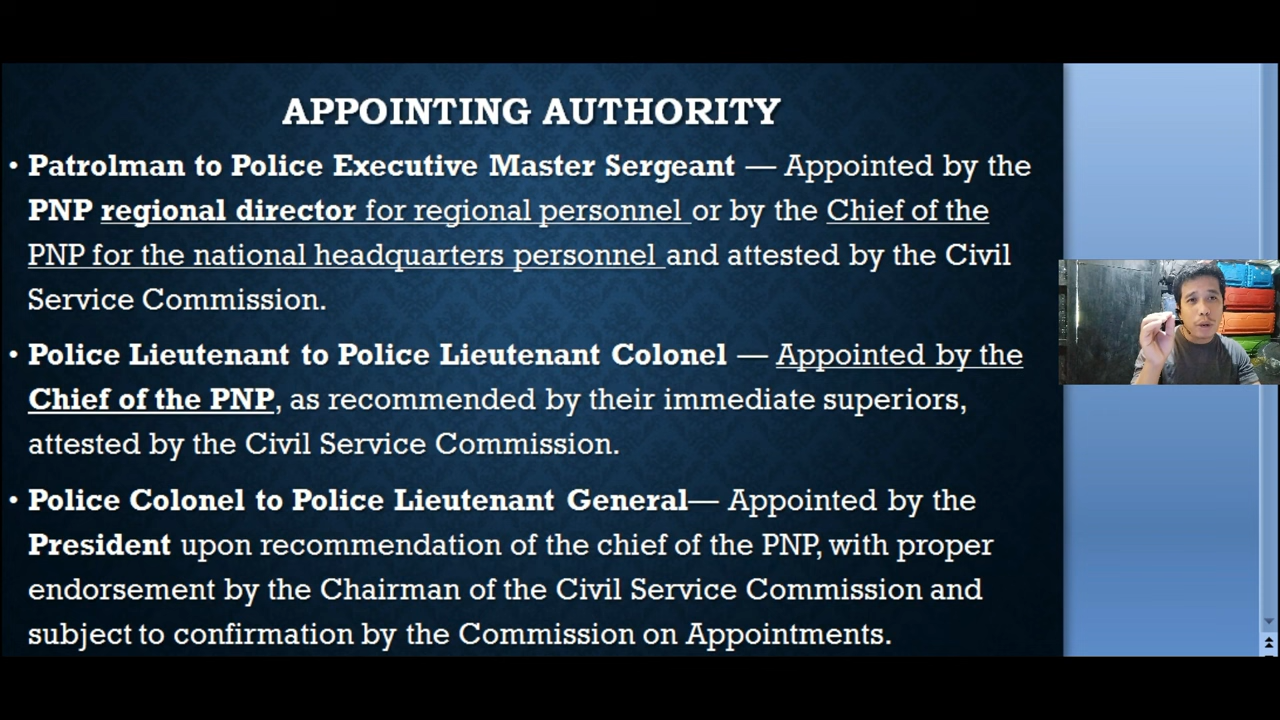 APPOINTING AUTHORITY
• Patrolman to Police Executive Master Sergeant — Appointed by the
PNP regional director for regional personnel or by the Chief of the
PNP for the national headquarters personnel and attested by the Civil
Service Commission.
• Police Lieutenant to Police Lieutenant Colonel — Appointed by the
Chief of the PNP, as recommended by their immediate superiors,
attested by the Civil Service Commission.
• Police Colonel to Police Lieutenant General— Appointed by the
President upon recommendation of the chief of the PNP, with proper
endorsement by the Chairman of the Civil Service Commission and
subject to confirmation by the Commission on Appointments.